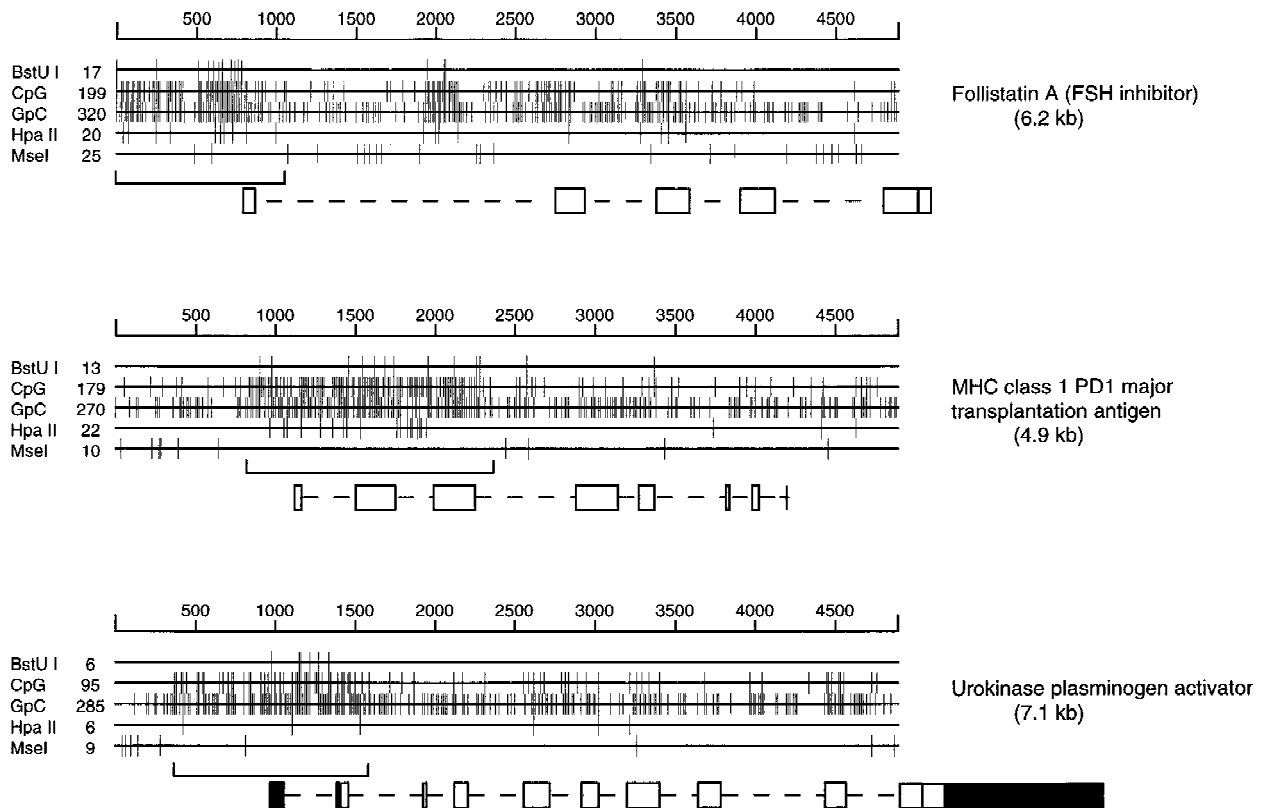 500 1000 1500 2000 2500 3000 3500 4000 4500
BstU I 17
CpG 199
GpC 320
Hpa II 20
MseI 25
Follistatin A (FSH inhibitor)
(6.2 kb)
500 1000 1500 2000 2500 3000 3500 4000 4500
BstU I 13
CpG 179
GpC 270
Hpa II 22
MseI 10
MHC class 1 PD1 major
transplantation antigen
(4.9 kb)
500 1000 1500 2000 2500 3000 3500 4000 4500
BstU I 6
CpG 95
GpC 285
Hpa II 6
MseI 9
Urokinase plasminogen activator
(7.1 kb)